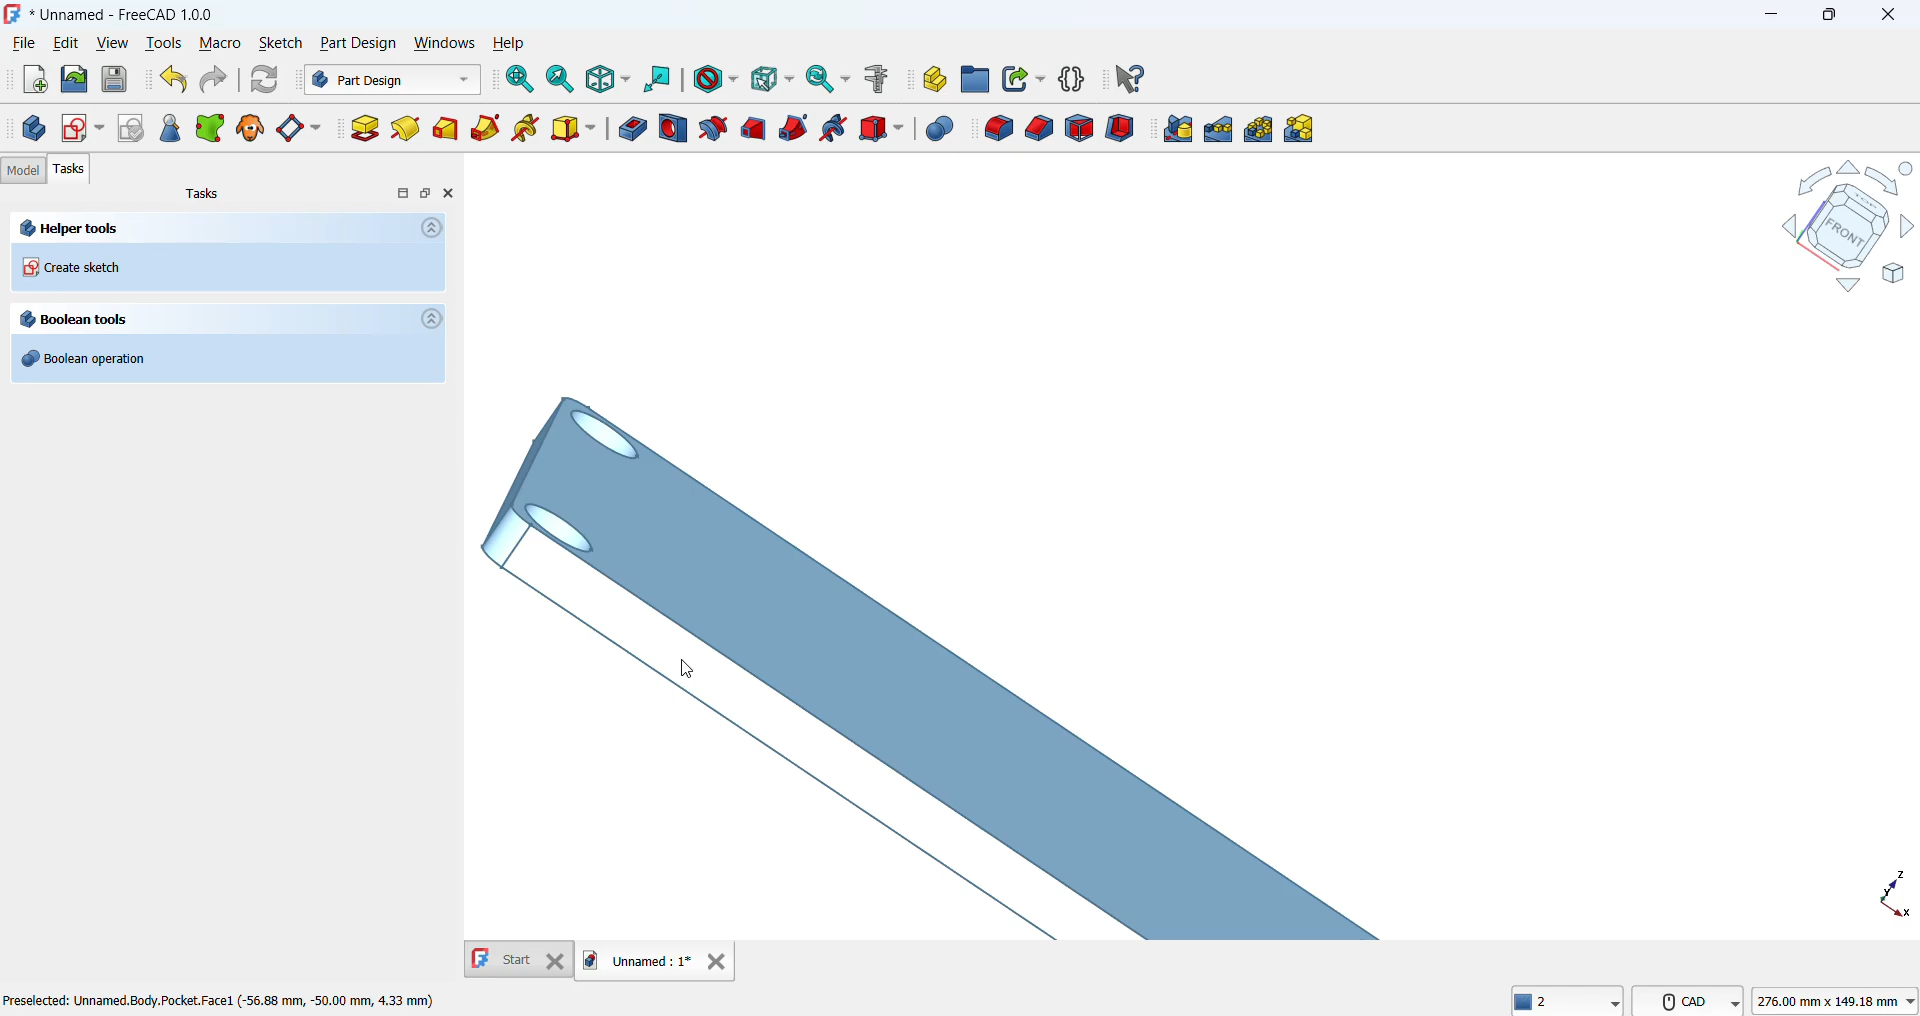 * Unnamed - FreeCAD 1.0.0
File Edit View Tools Macro Sketch Part Design Windows Help
Part Design
Model Tasks
Tasks
Helper tools
Create sketch
Boolean tools
Boolean operation
TOP
FRONT
Z
Y
X
Start Unnamed : 1*
Preselected: Unnamed.Body.Pocket.Face1 (-56.88 mm, -50.00 mm, 4.33 mm) 2 CAD 276.00 mm x 149.18 mm